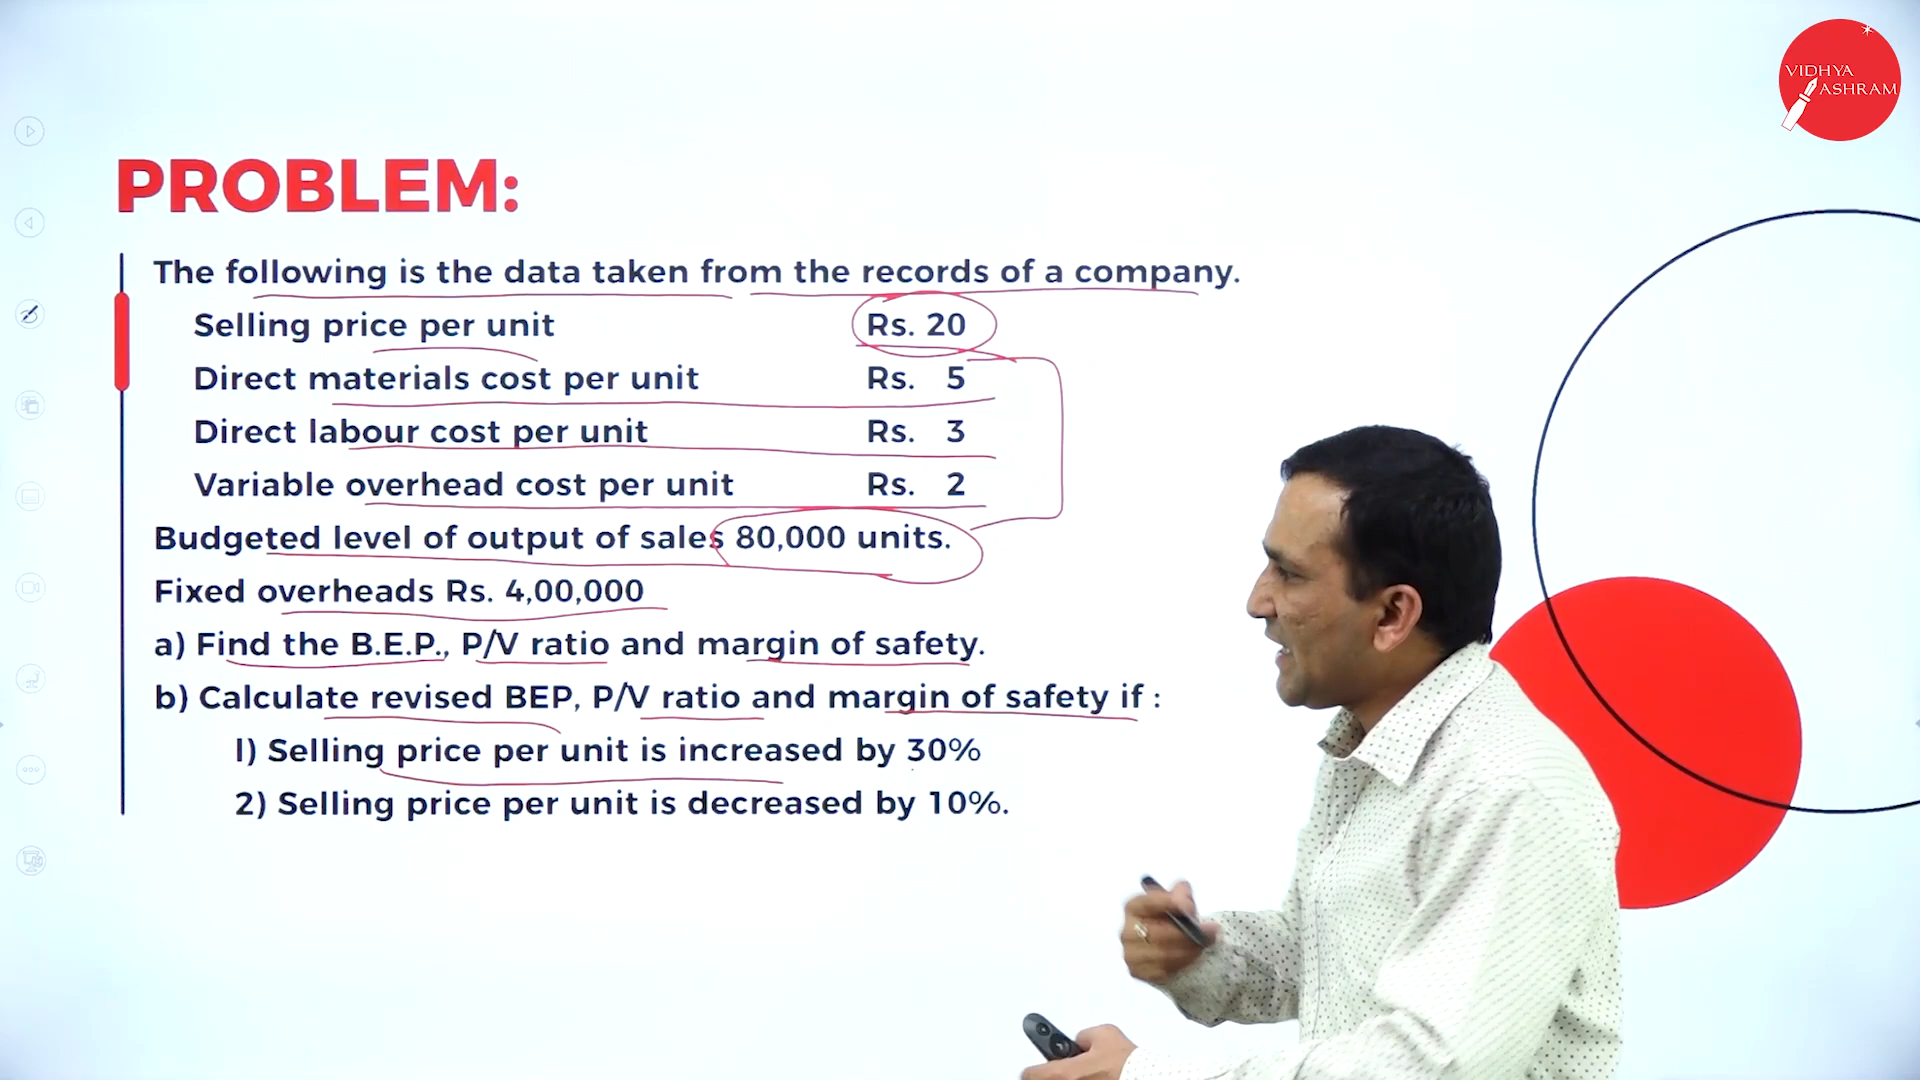 VIDHYA
ASHRAM
PROBLEM:
The following is the data taken from the records of a company.
Selling price per unit Rs. 20
Direct materials cost per unit Rs. 5
Direct labour cost per unit Rs. 3
Variable overhead cost per unit Rs. 2
Budgeted level of output of sales 80,000 units.
Fixed overheads Rs. 4,00,000
a) Find the B.E.P., P/V ratio and margin of safety.
b) Calculate revised BEP, P/V ratio and margin of safety if :
I) Selling price per unit is increased by 30%
2) Selling price per unit is decreased by 10%.